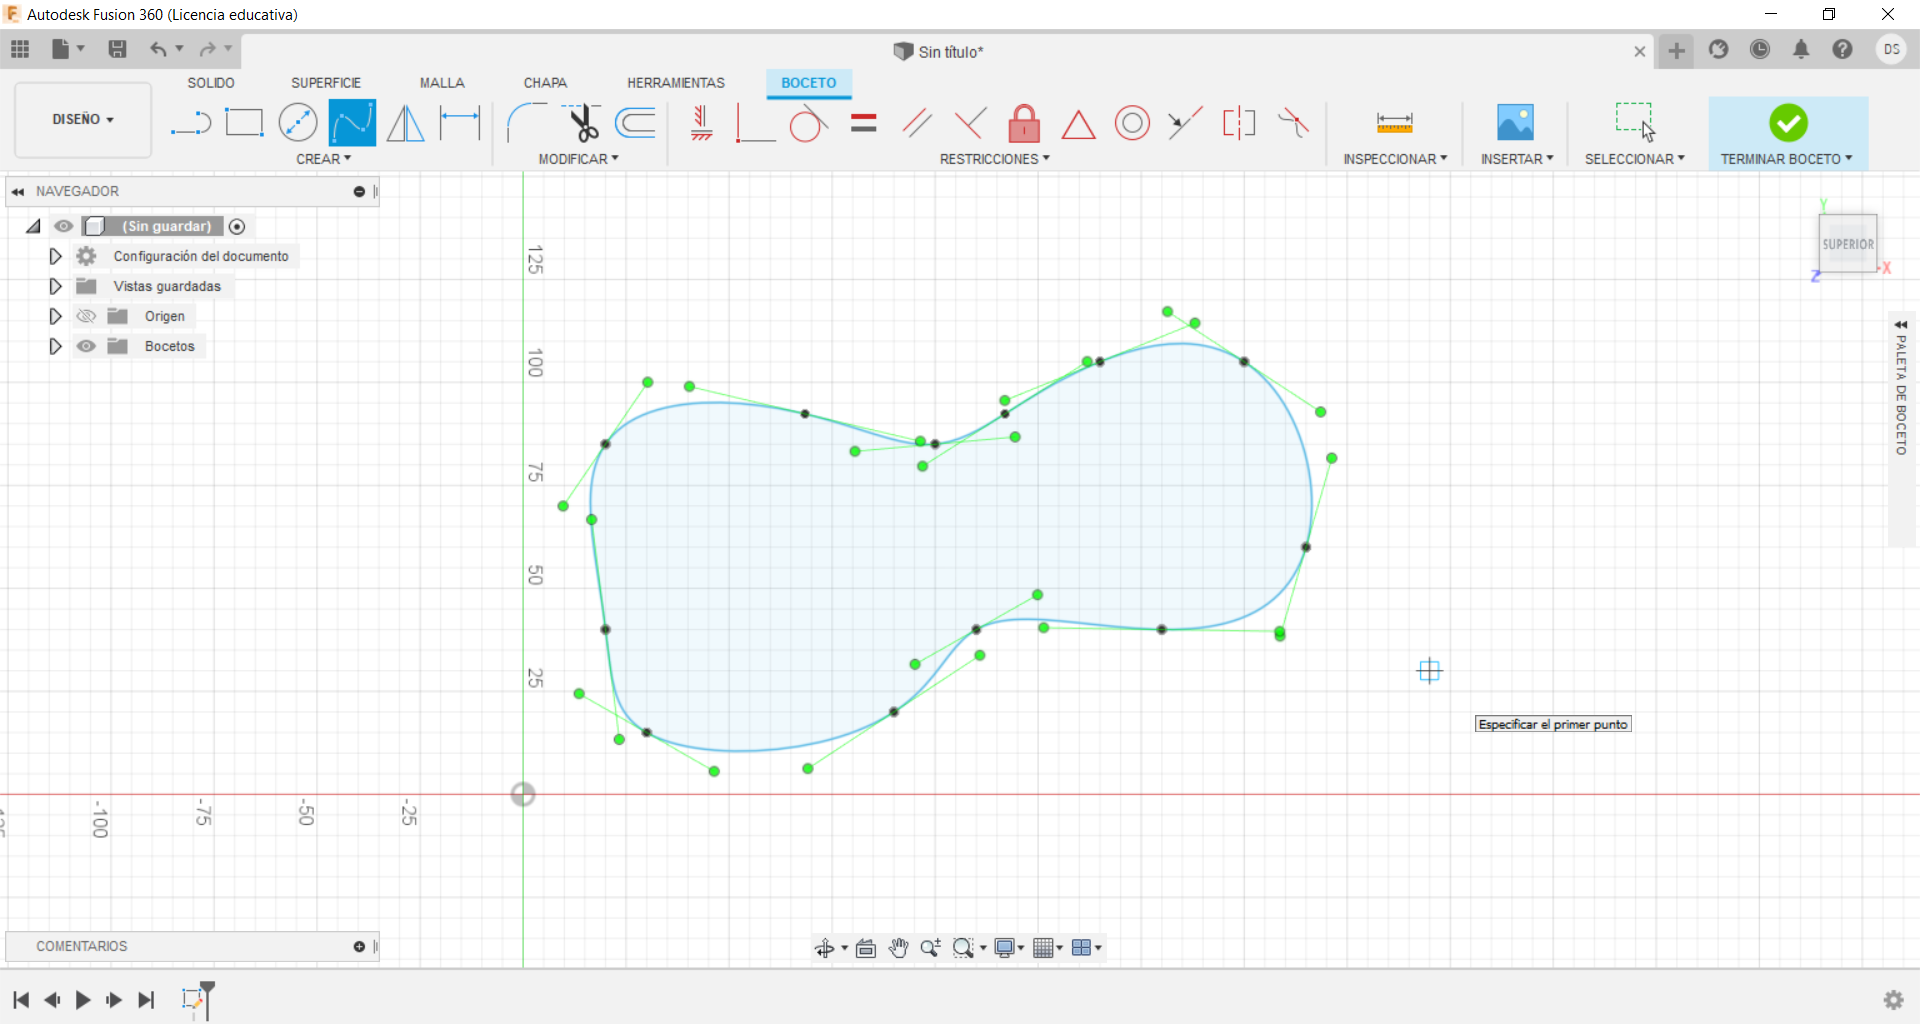 Autodesk Fusion 360 (Licencia educativa)
Sin título*
DS
SOLIDO SUPERFICIE MALLA CHAPA HERRAMIENTAS BOCETO
DISEÑO
CREAR MODIFICAR RESTRICCIONES INSPECCIONAR INSERTAR SELECCIONAR TERMINAR BOCETO
NAVEGADOR
(Sin guardar)
Configuración del documento
Vistas guardadas
Origen
Bocetos
125
100
75
50
25
-100
-75
-50
-25
Y
SUPERIOR
X
Z
PALETA DE BOCETO
Especificar el primer punto
COMENTARIOS